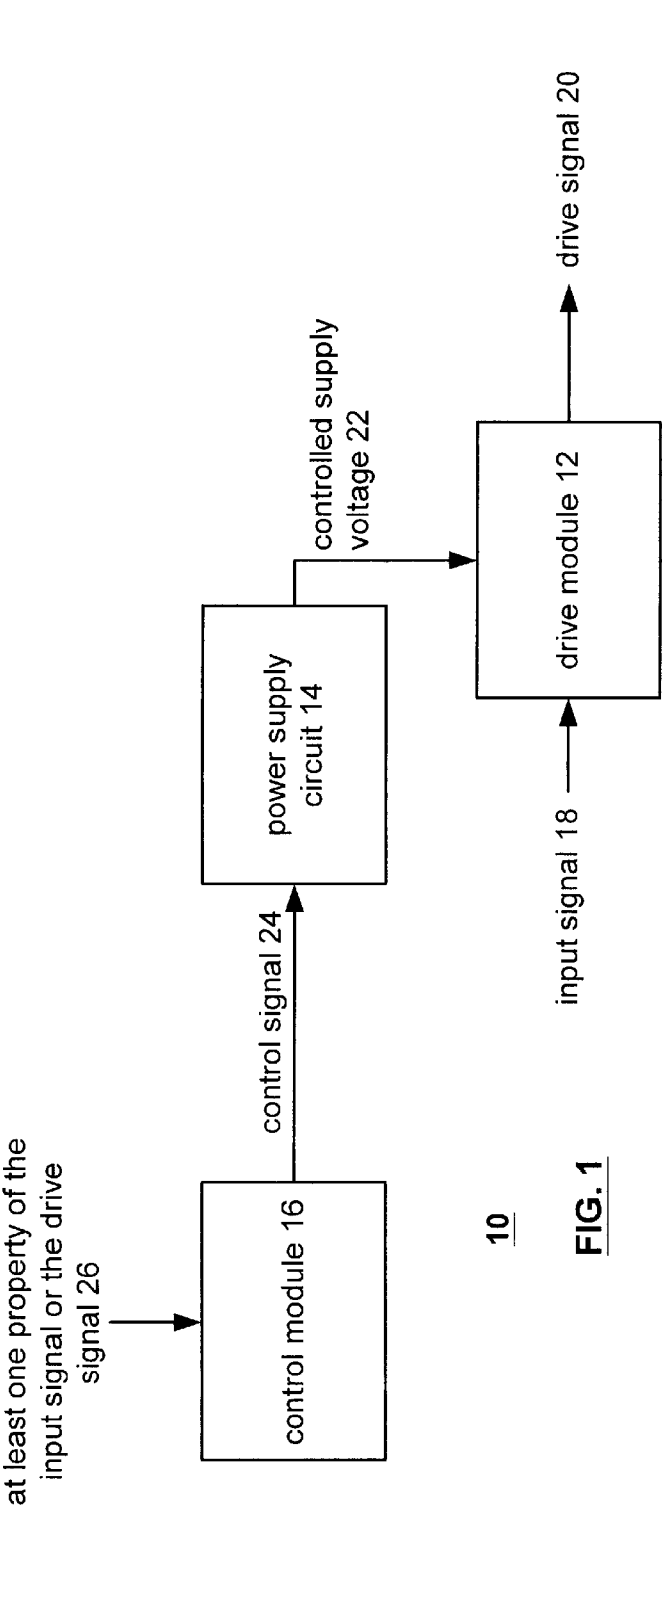 at least one property of the
input signal or the drive
signal 26
control module 16
control signal 24
power supply
circuit 14
controlled supply
voltage 22
input signal 18
drive module 12
drive signal 20
10
FIG. 1